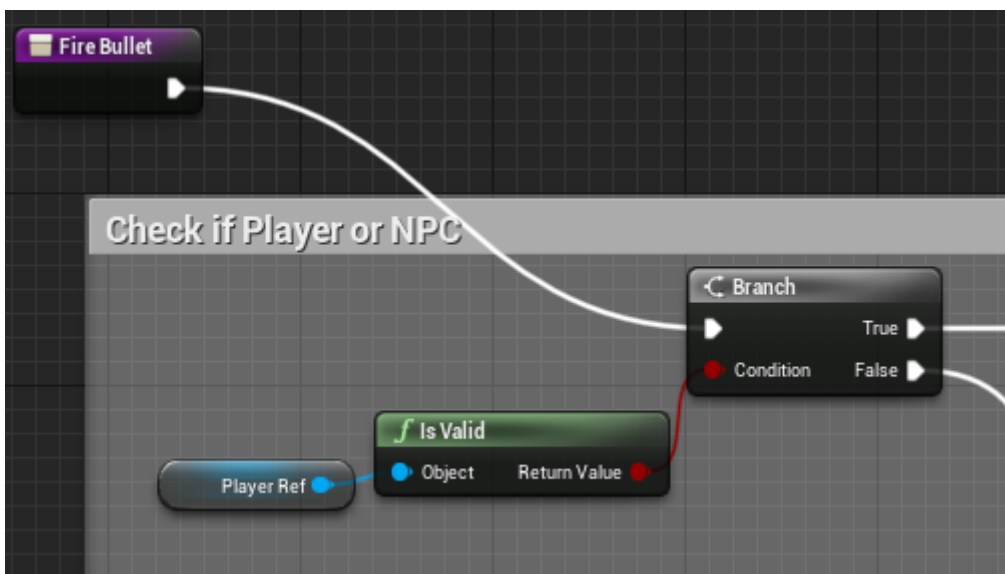 Fire Bullet
Check if Player or NPC
Branch
True
Condition False
f Is Valid
Player Ref Object Return Value